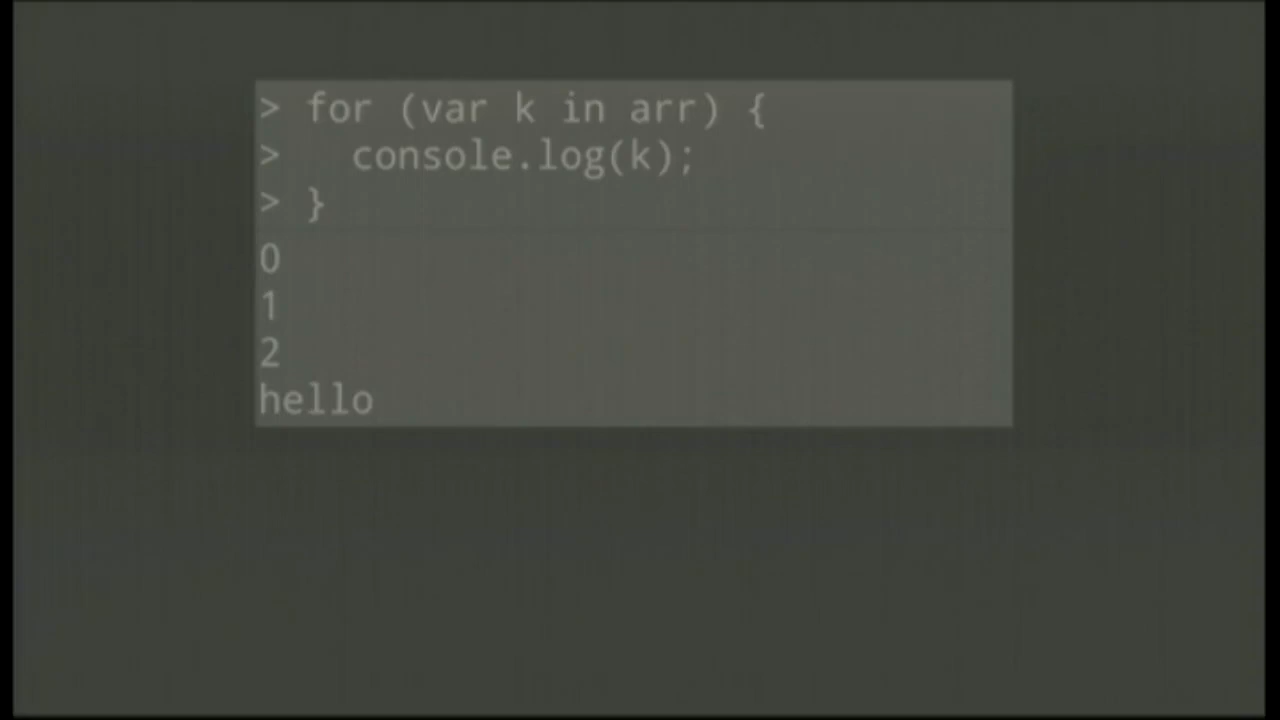 > for (var k in arr) {
>   console.log(k);
> }
0
1
2
hello